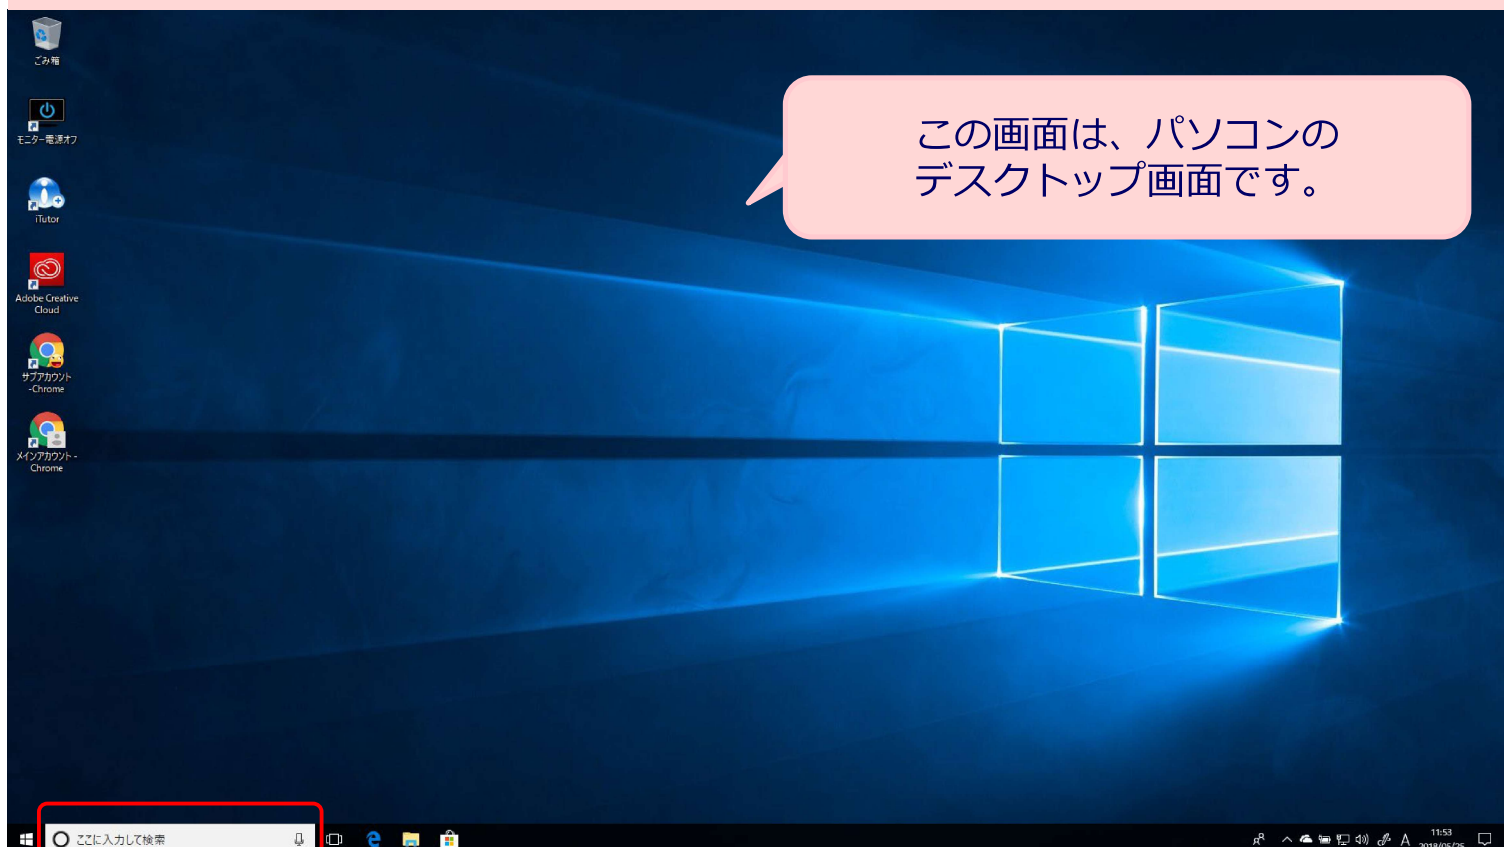 ごみ箱
モニター電源オフ
iTutor
Adobe Creative
Cloud
サブアカウント
-Chrome
メインアカウント -
Chrome
この画面は、パソコンの
デスクトップ画面です。
ここに入力して検索
A
11:53
2018/05/25